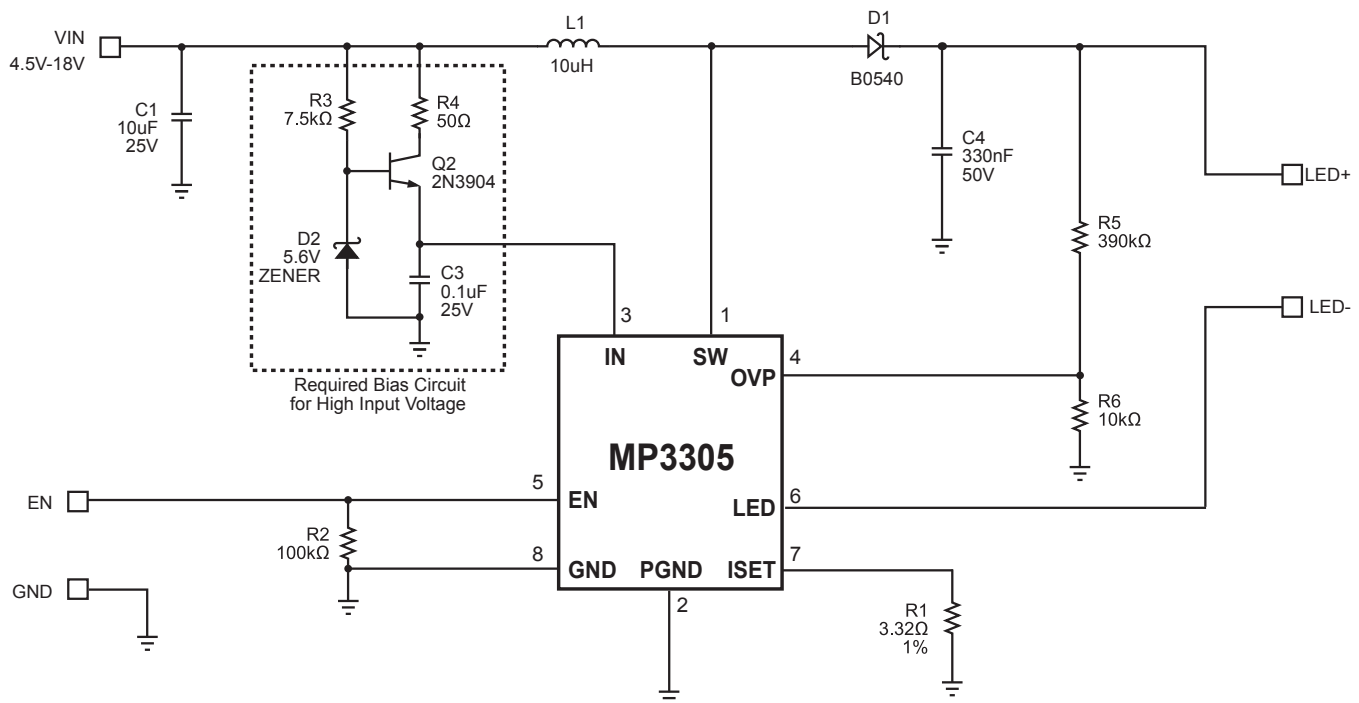 VIN
4.5V-18V
C1
10uF
25V
R3
7.5kΩ
R4
50Ω
Q2
2N3904
D2
5.6V
ZENER
C3
0.1uF
25V
Required Bias Circuit
for High Input Voltage
L1
10uH
D1
B0540
C4
330nF
50V
R5
390kΩ
R6
10kΩ
LED+
LED-
3
1
4
IN
SW
OVP
MP3305
5
EN
LED
6
8
GND
PGND
ISET
7
2
EN
R2
100kΩ
GND
R1
3.32Ω
1%